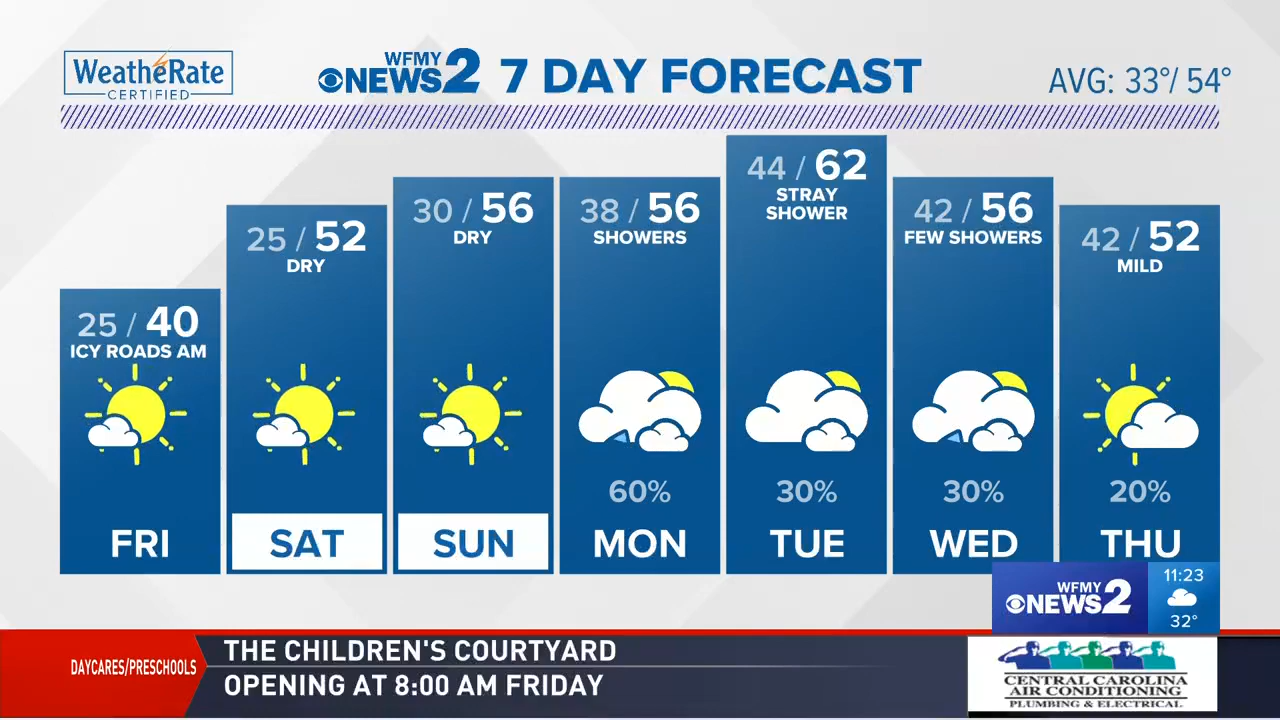 WeatheRate
CERTIFIED
WFMY
NEWS 2
7 DAY FORECAST
AVG: 33°/ 54°
25 / 40
ICY ROADS AM
FRI
25 / 52
DRY
SAT
30 / 56
DRY
SUN
38 / 56
SHOWERS
60%
MON
44 / 62
STRAY
SHOWER
30%
TUE
42 / 56
FEW SHOWERS
30%
WED
42 / 52
MILD
20%
THU
WFMY
NEWS 2
11:23
32°
DAYCARES/PRESCHOOLS
THE CHILDREN'S COURTYARD
OPENING AT 8:00 AM FRIDAY
CENTRAL CAROLINA
AIR CONDITIONING
PLUMBING & ELECTRICAL